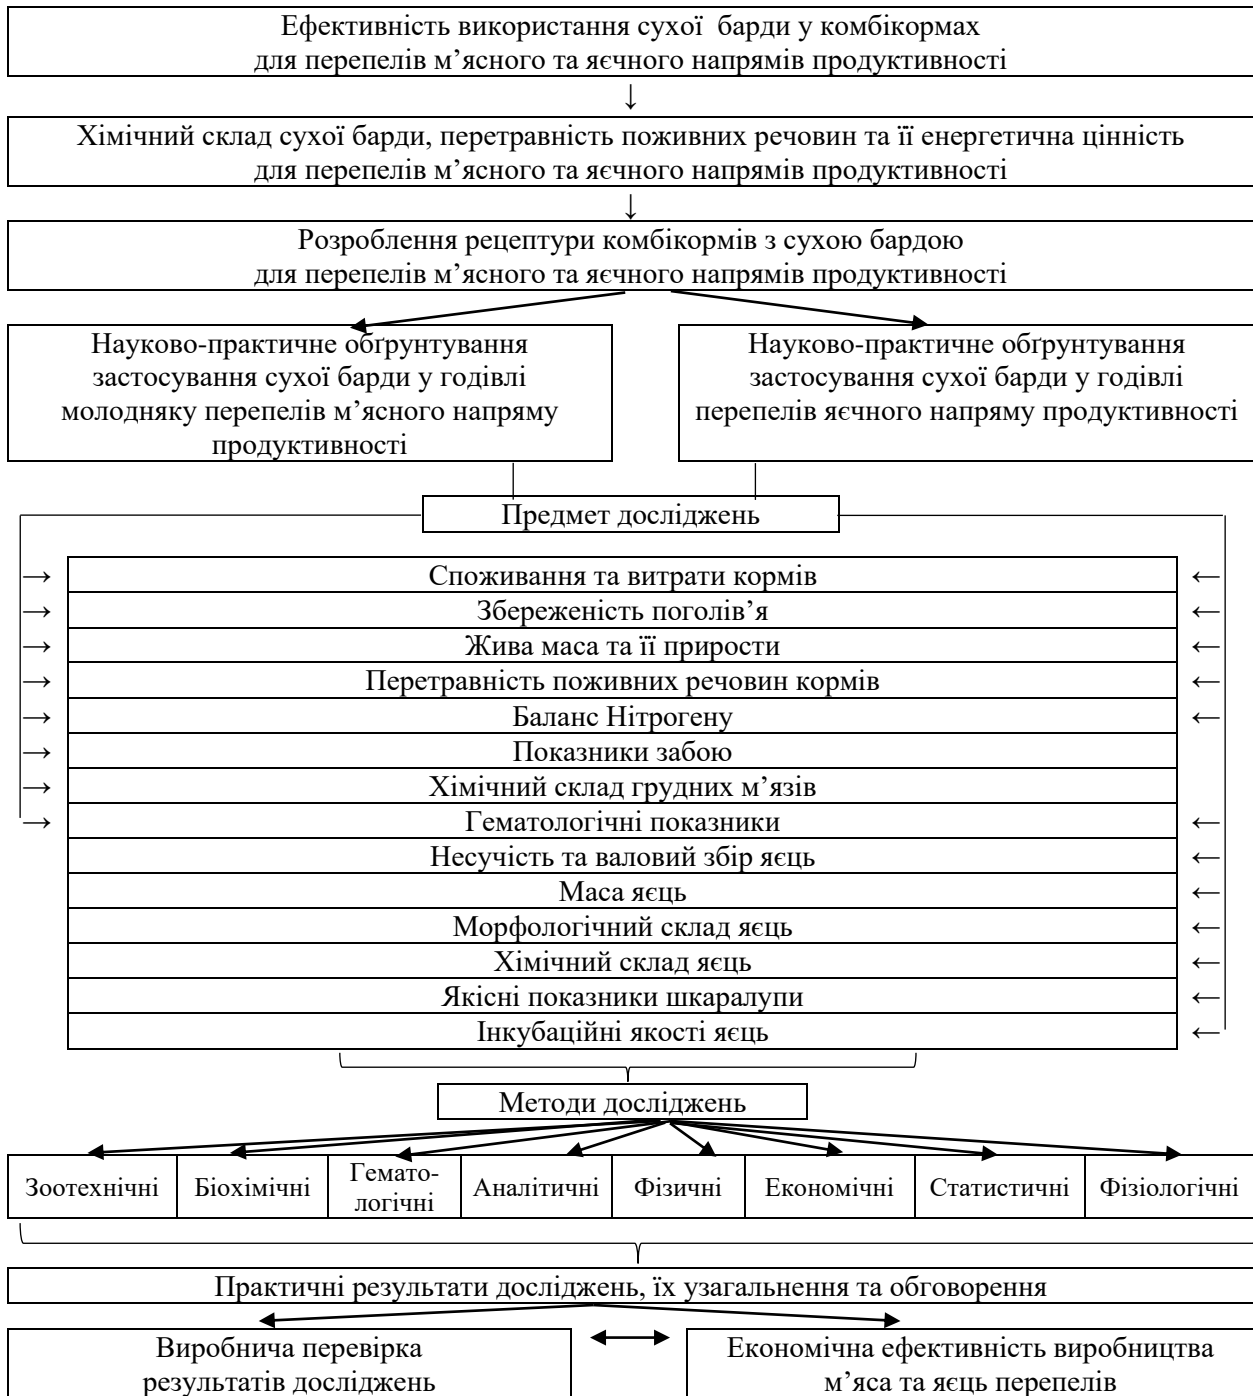 Ефективність використання сухої барди у комбікормах
для перепелів м’ясного та яєчного напрямів продуктивності
Хімічний склад сухої барди, перетравність поживних речовин та її енергетична цінність
для перепелів м’ясного та яєчного напрямів продуктивності
Розроблення рецептури комбікормів з сухою бардою
для перепелів м’ясного та яєчного напрямів продуктивності
Науково-практичне обґрунтування
застосування сухої барди у годівлі
молодняку перепелів м’ясного напряму
продуктивності
Науково-практичне обґрунтування
застосування сухої барди у годівлі
перепелів яєчного напряму продуктивності
Предмет досліджень
Споживання та витрати кормів
Збереженість поголів’я
Жива маса та її прирости
Перетравність поживних речовин кормів
Баланс Нітрогену
Показники забою
Хімічний склад грудних м’язів
Гематологічні показники
Несучість та валовий збір яєць
Маса яєць
Морфологічний склад яєць
Хімічний склад яєць
Якісні показники шкаралупи
Інкубаційні якості яєць
Методи досліджень
Зоотехнічні
Біохімічні
Гемато-
логічні
Аналітичні
Фізичні
Економічні
Статистичні
Фізіологічні
Практичні результати досліджень, їх узагальнення та обговорення
Виробнича перевірка
результатів досліджень
Економічна ефективність виробництва
м’яса та яєць перепелів